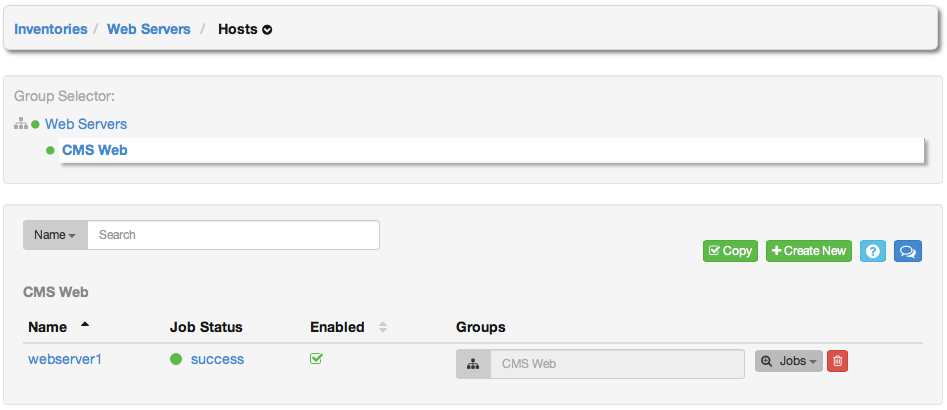 Inventories / Web Servers / Hosts
Group Selector:
Web Servers
CMS Web
Name Search
Copy Create New
CMS Web
Name Job Status Enabled Groups
webserver1 success CMS Web Jobs